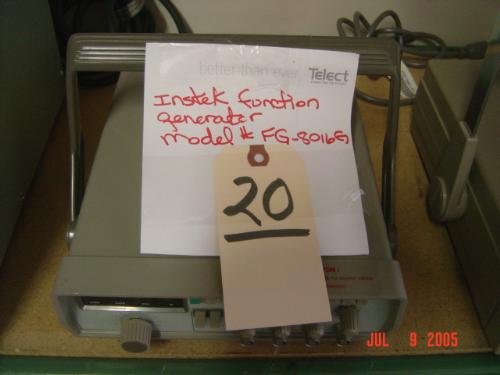 better than ever
Telect
Instek function
generator
model # FG-8016G
20
JUL 9 2005